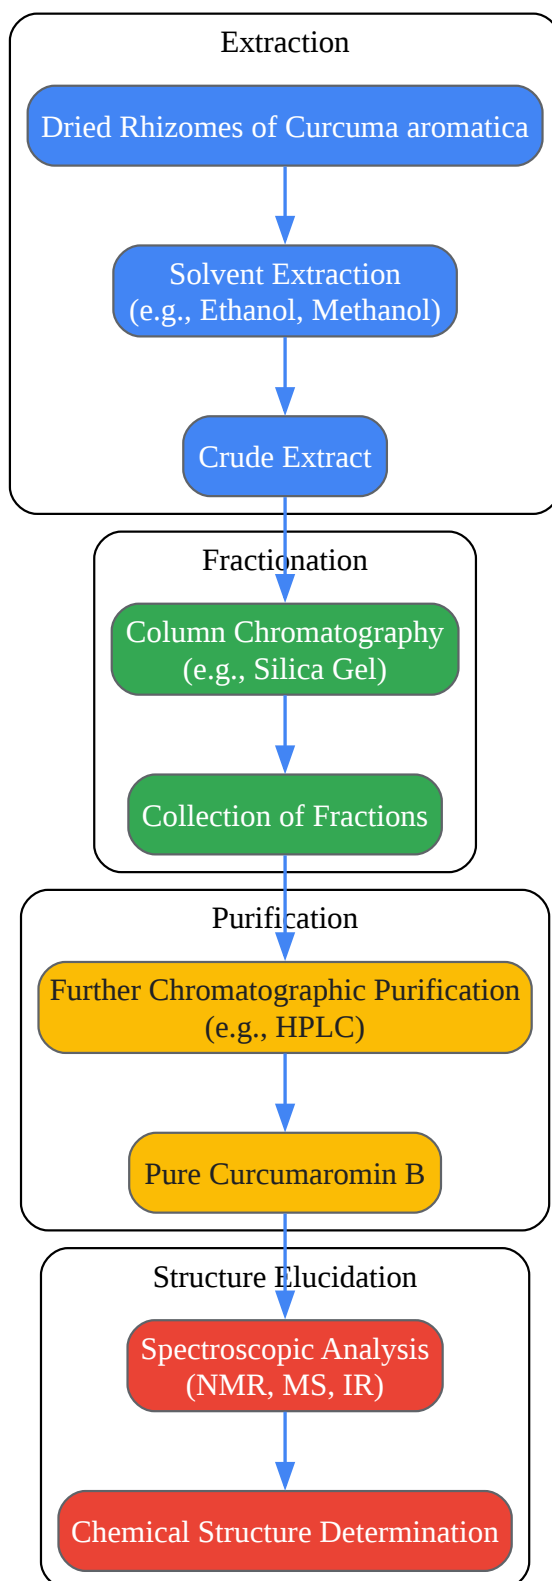 Extraction
Dried Rhizomes of Curcuma aromatica
Solvent Extraction
(e.g., Ethanol, Methanol)
Crude Extract
Fractionation
Column Chromatography
(e.g., Silica Gel)
Collection of Fractions
Purification
Further Chromatographic Purification
(e.g., HPLC)
Pure Curcumaromin B
Structure Elucidation
Spectroscopic Analysis
(NMR, MS, IR)
Chemical Structure Determination